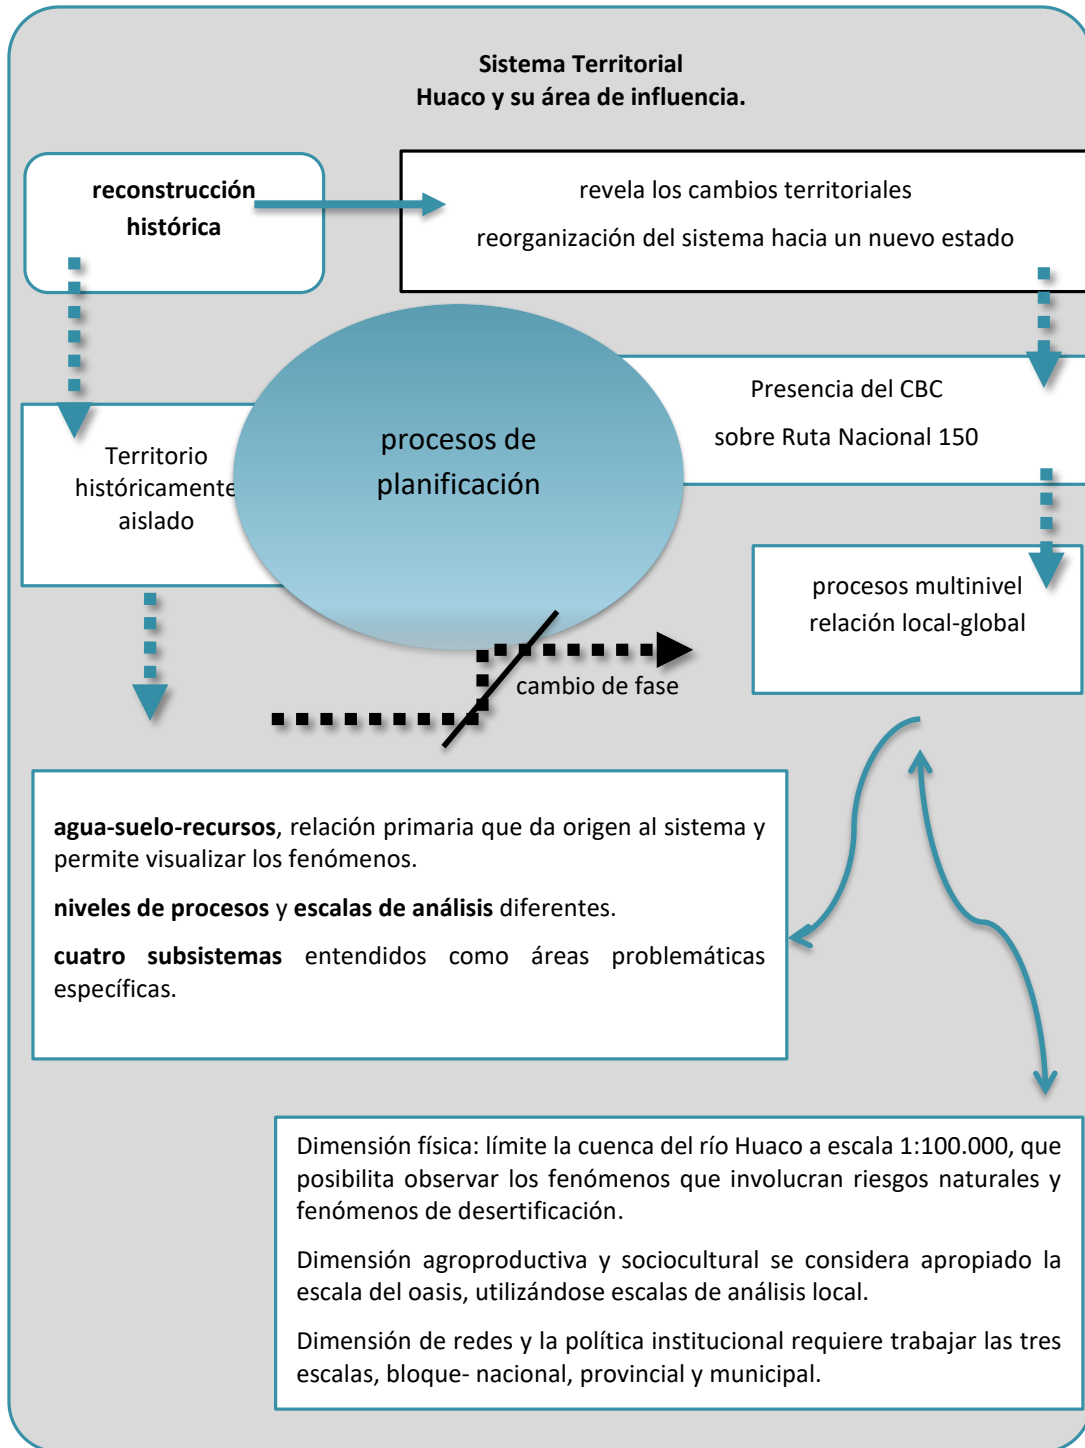 Sistema Territorial
Huaco y su área de influencia.
reconstrucción
histórica
revela los cambios territoriales
reorganización del sistema hacia un nuevo estado
Presencia del CBC
sobre Ruta Nacional 150
procesos de
planificación
Territorio
históricamente
aislado
procesos multinivel
relación local-global
cambio de fase
agua-suelo-recursos, relación primaria que da origen al sistema y
permite visualizar los fenómenos.
niveles de procesos y escalas de análisis diferentes.
cuatro subsistemas entendidos como áreas problemáticas
específicas.
Dimensión física: límite la cuenca del río Huaco a escala 1:100.000, que
posibilita observar los fenómenos que involucran riesgos naturales y
fenómenos de desertificación.
Dimensión agroproductiva y sociocultural se considera apropiado la
escala del oasis, utilizándose escalas de análisis local.
Dimensión de redes y la política institucional requiere trabajar las tres
escalas, bloque- nacional, provincial y municipal.